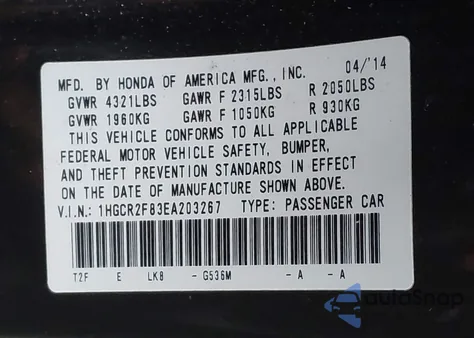 MFD. BY HONDA OF AMERICA MFG., INC. 04/'14
GVWR 4321LBS GAWR F 2315LBS R 2050LBS
GVWR 1960KG GAWR F 1050KG R 930KG
THIS VEHICLE CONFORMS TO ALL APPLICABLE
FEDERAL MOTOR VEHICLE SAFETY, BUMPER,
AND THEFT PREVENTION STANDARDS IN EFFECT
ON THE DATE OF MANUFACTURE SHOWN ABOVE.
V.I.N.: 1HGCR2F83EA203267 TYPE: PASSENGER CAR
T2F E LK8 - G536M - A - A
autoSnap